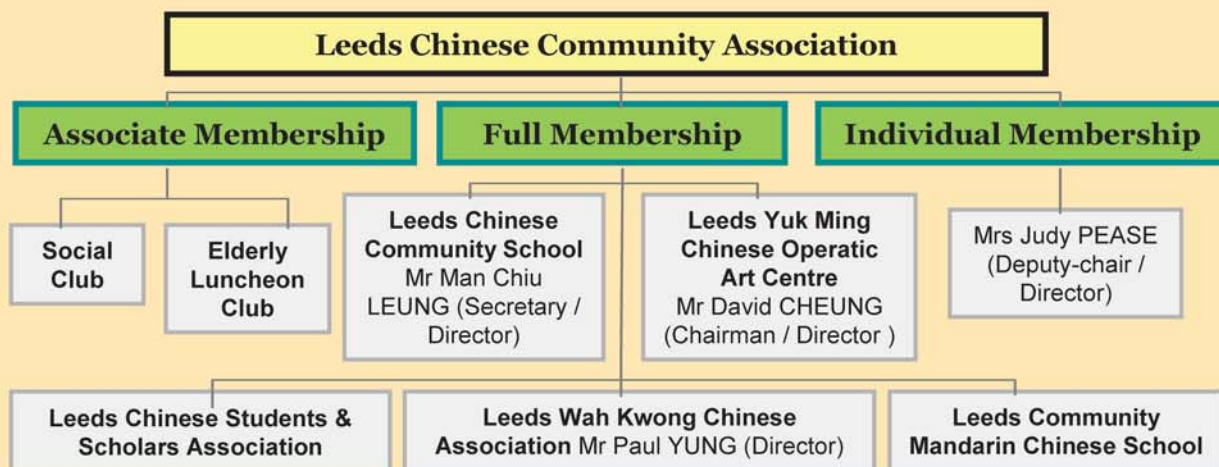 Leeds Chinese Community Association
Associate Membership
Full Membership
Individual Membership
Social
Club
Elderly
Luncheon
Club
Leeds Chinese
Community School
Mr Man Chiu
LEUNG (Secretary /
Director)
Leeds Yuk Ming
Chinese Operatic
Art Centre
Mr David CHEUNG
(Chairman / Director )
Mrs Judy PEASE
(Deputy-chair /
Director)
Leeds Chinese Students &
Scholars Association
Leeds Wah Kwong Chinese
Association Mr Paul YUNG (Director)
Leeds Community
Mandarin Chinese School